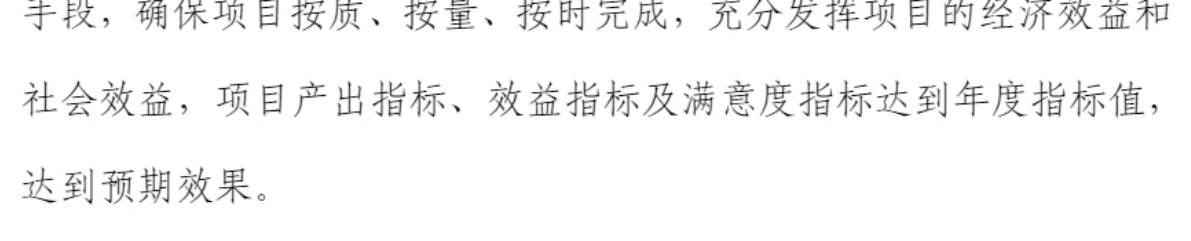 手段，确保项目按质、按量、按时完成，充分发挥项目的经济效益和
社会效益，项目产出指标、效益指标及满意度指标达到年度指标值，
达到预期效果。